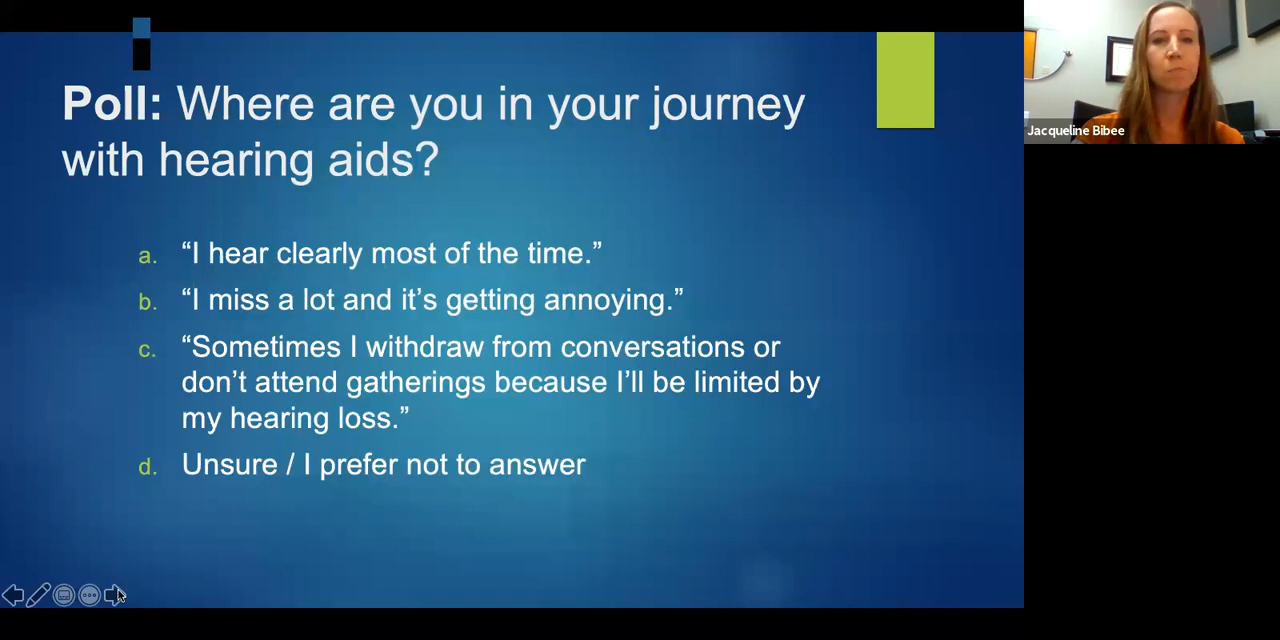 Poll: Where are you in your journey
with hearing aids?
a. “I hear clearly most of the time.”
b. “I miss a lot and it’s getting annoying.”
c. “Sometimes I withdraw from conversations or
don’t attend gatherings because I’ll be limited by
my hearing loss.”
d. Unsure / I prefer not to answer
Jacqueline Bibee